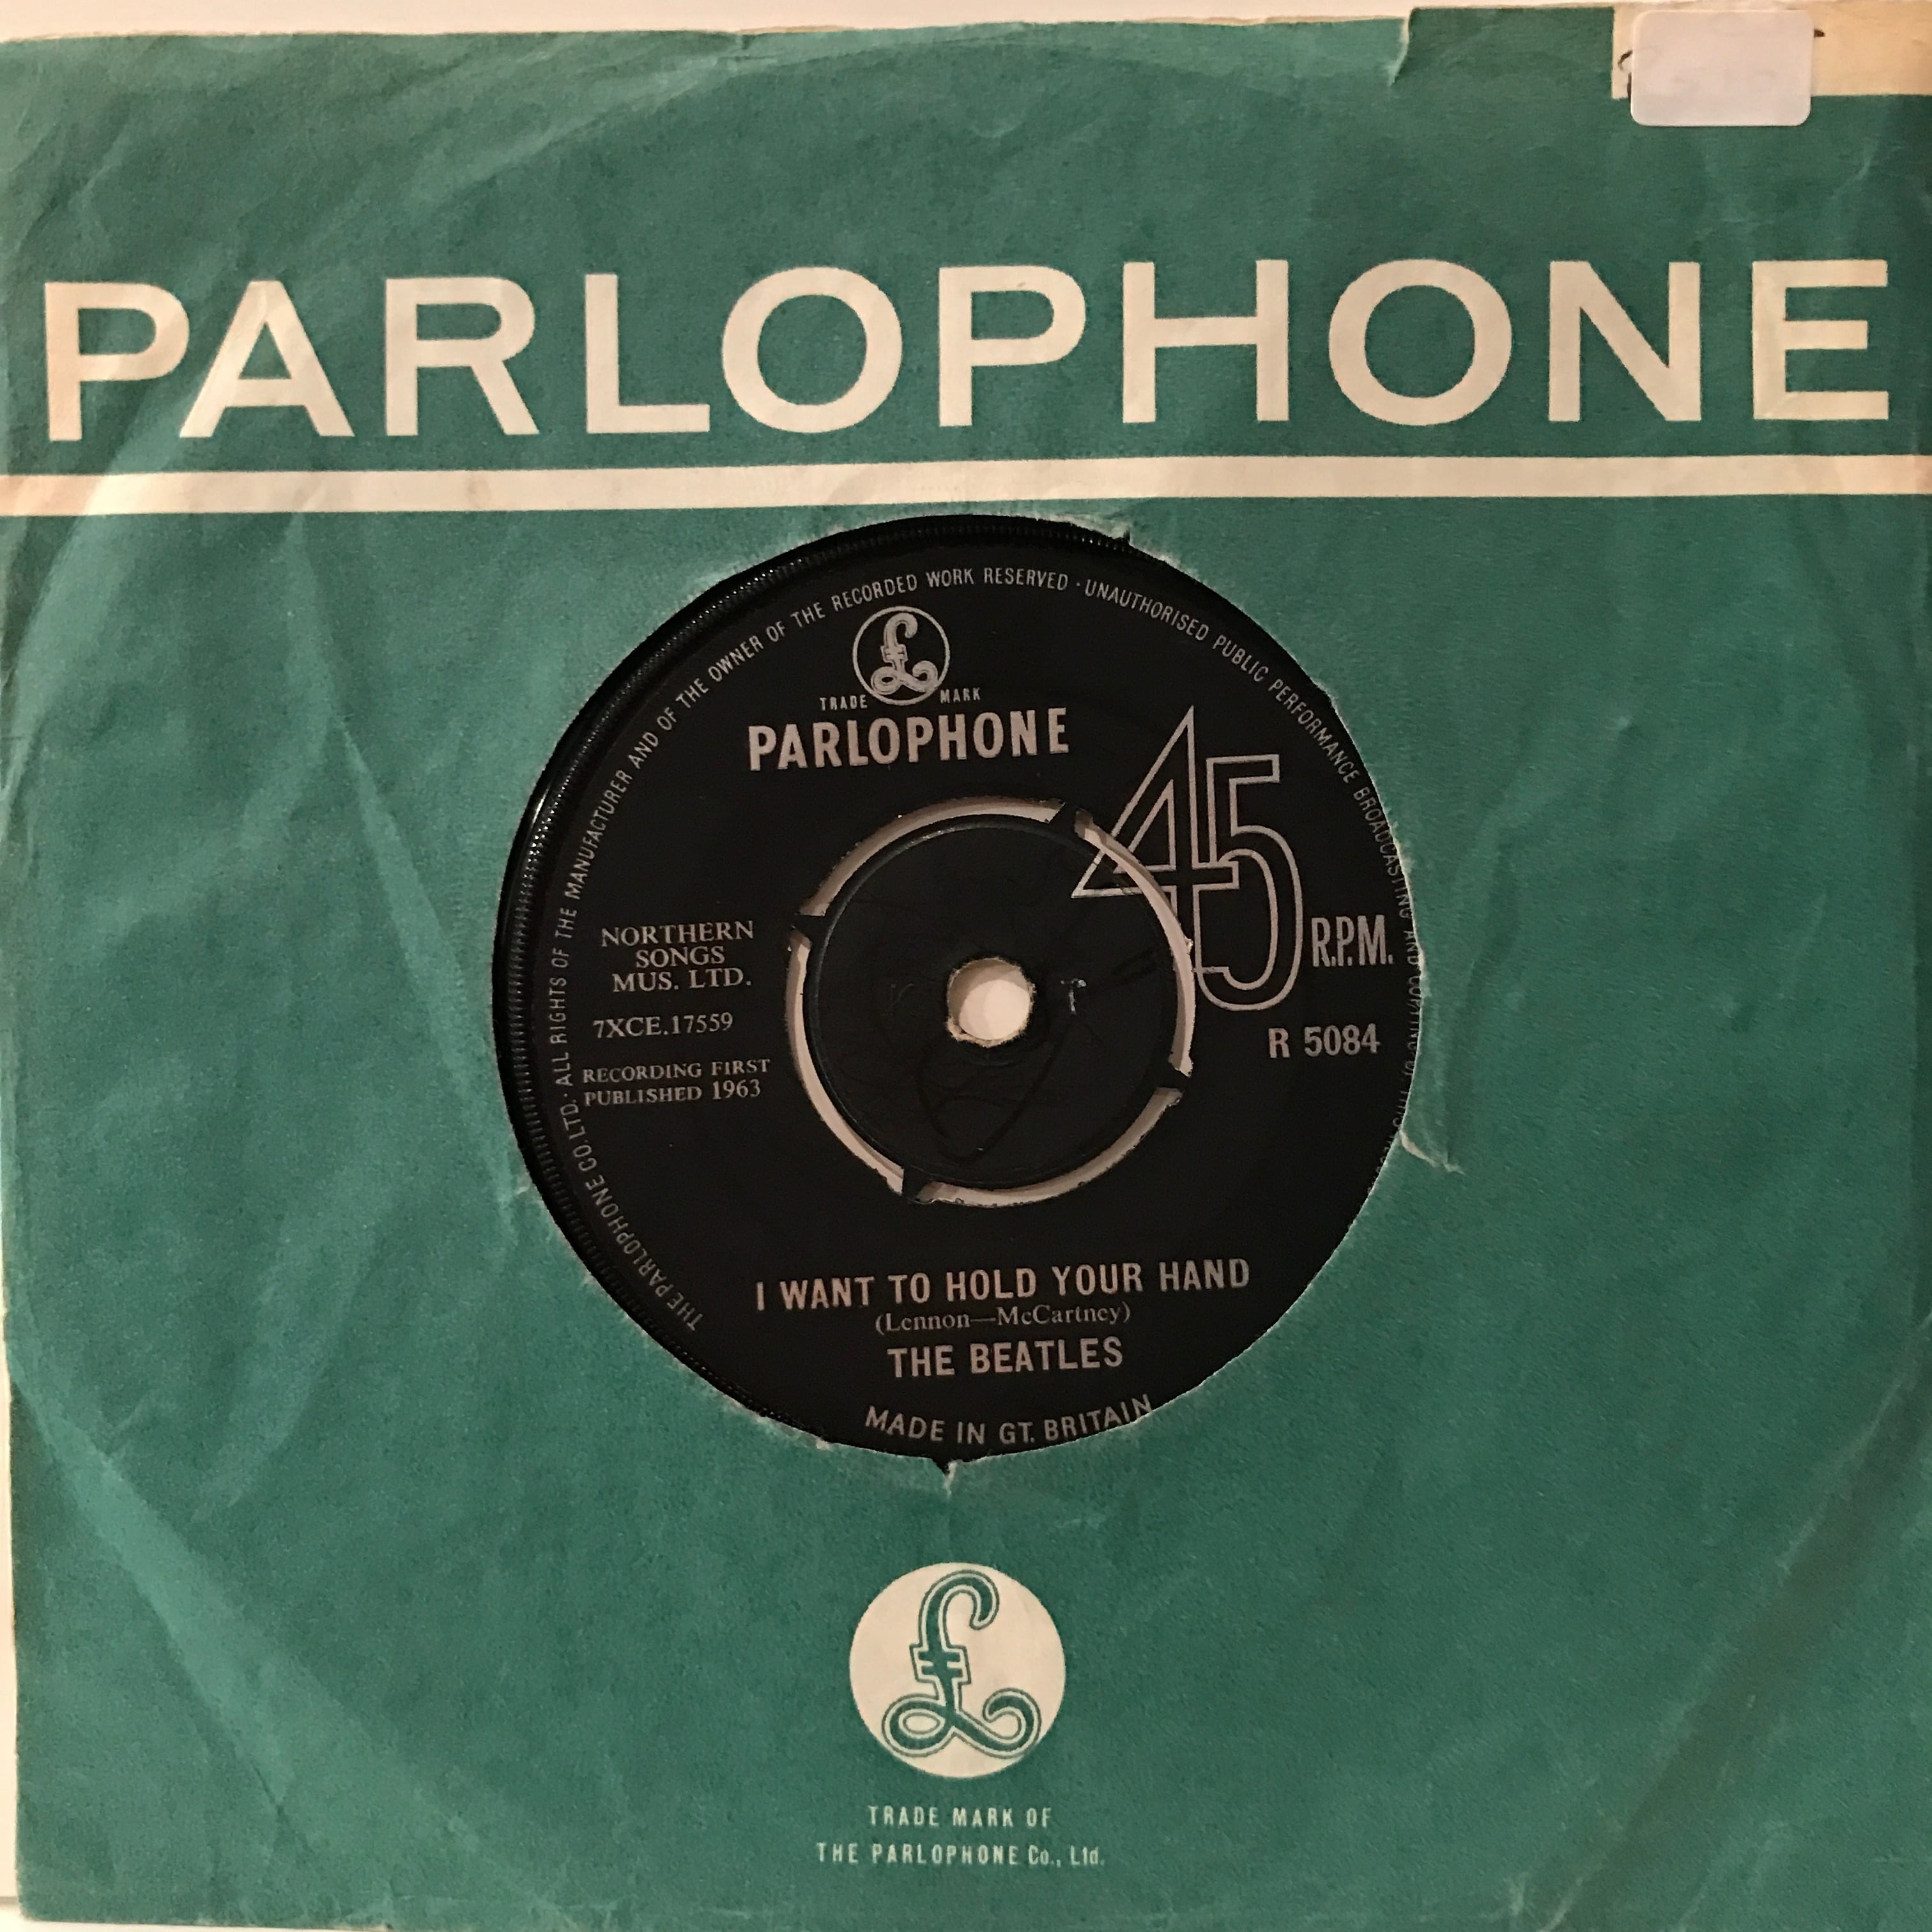 PARLOPHONE
THE PARLOPHONE CO. LTD. · ALL RIGHTS OF THE MANUFACTURER AND OF THE OWNER OF THE RECORDED WORK RESERVED · UNAUTHORISED PUBLIC PERFORMANCE BROADCASTING AND COPYING OF
£
TRADE MARK
PARLOPHONE
45 R.P.M.
NORTHERN
SONGS
MUS. LTD.
7XCE.17559
RECORDING FIRST
PUBLISHED 1963
K T
R 5084
I WANT TO HOLD YOUR HAND
(Lennon—McCartney)
THE BEATLES
MADE IN GT. BRITAIN
£
TRADE MARK OF
THE PARLOPHONE Co., Ltd.